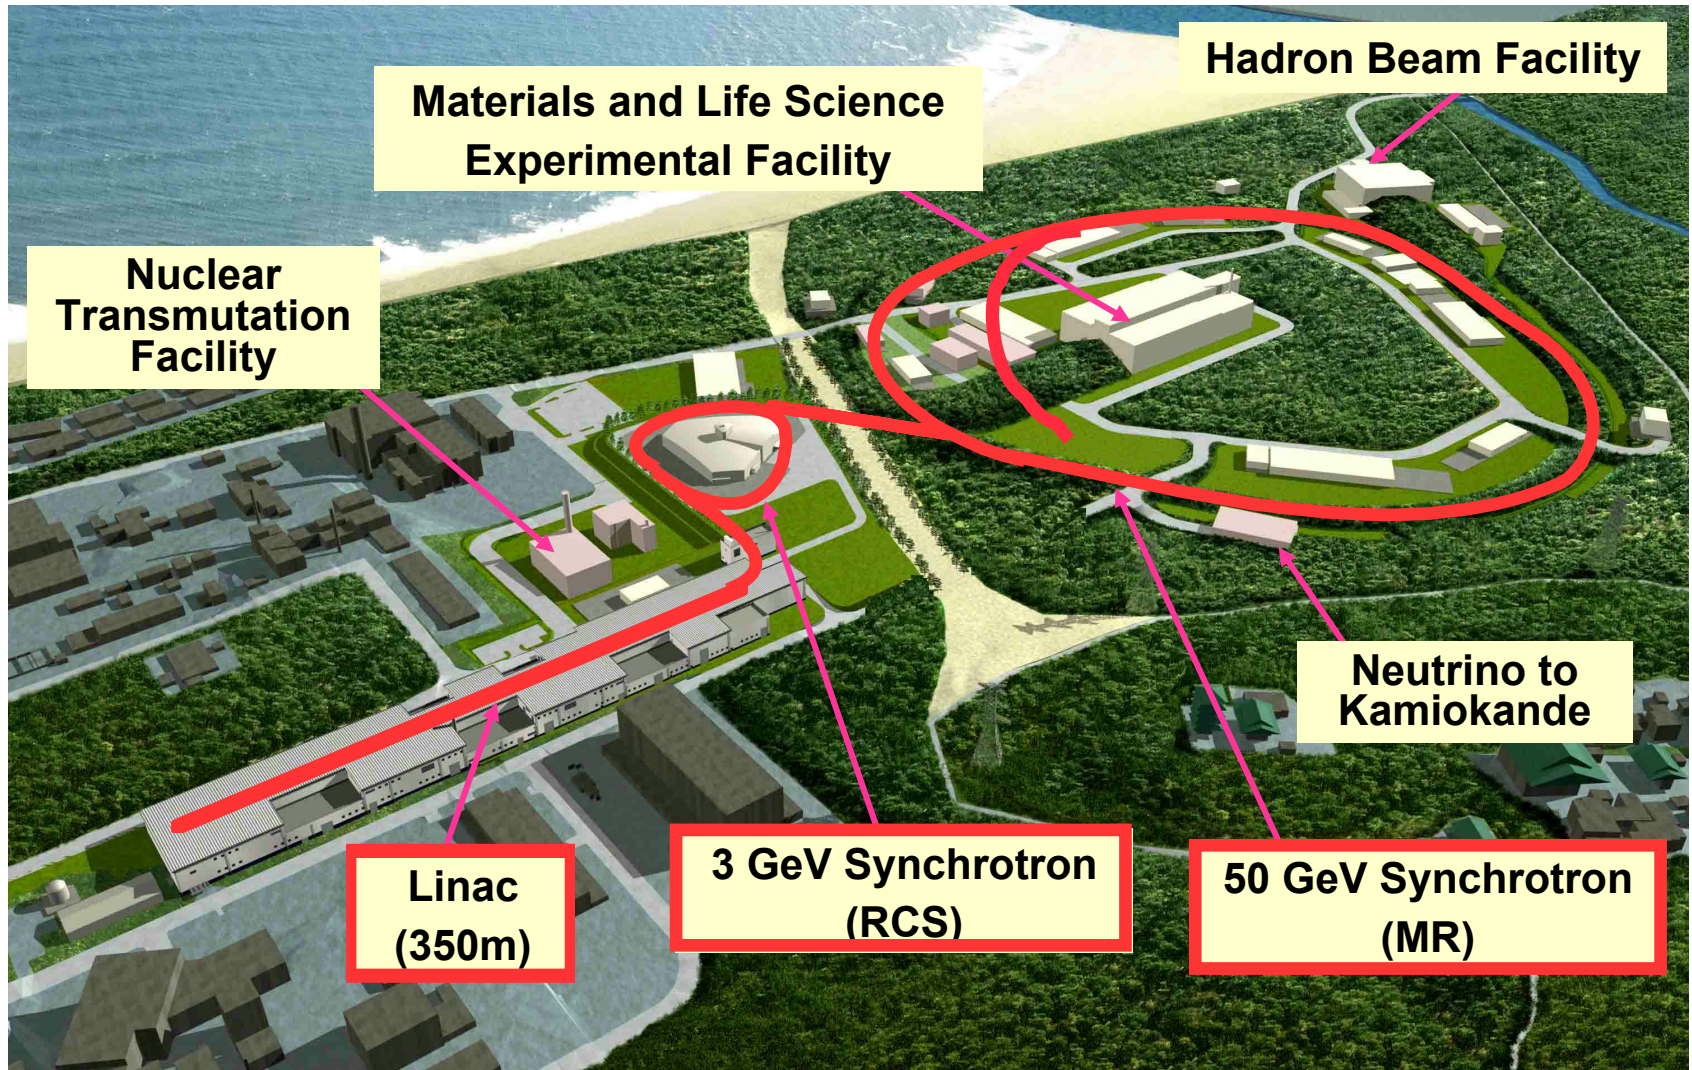 Hadron Beam Facility
Materials and Life Science
Experimental Facility
Nuclear
Transmutation
Facility
Neutrino to
Kamiokande
Linac
(350m)
3 GeV Synchrotron
(RCS)
50 GeV Synchrotron
(MR)